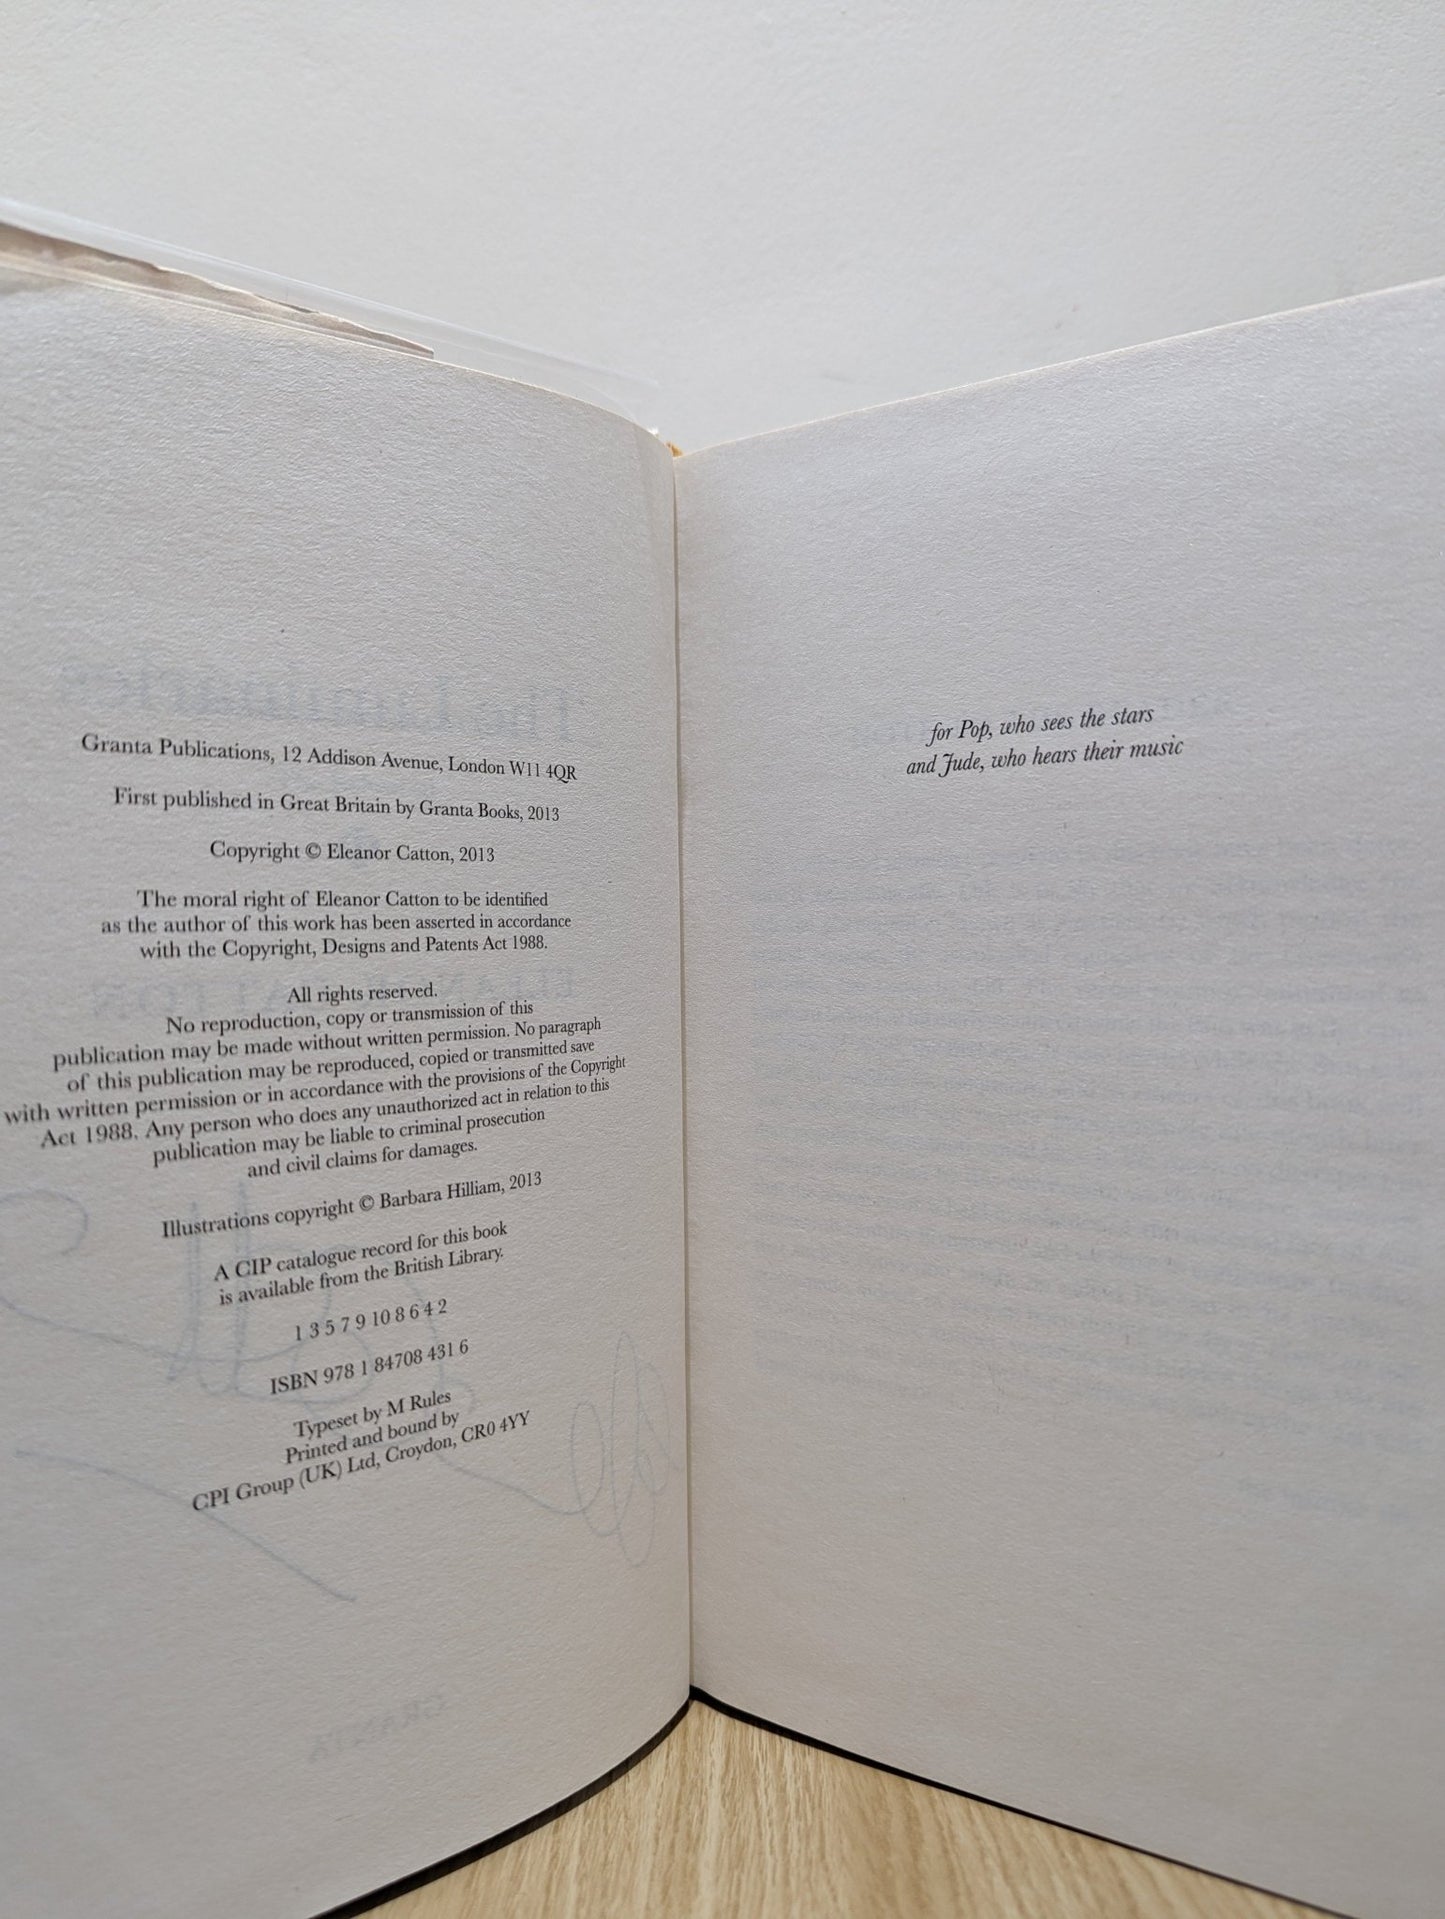 Granta Publications, 12 Addison Avenue, London W11 4QR
First published in Great Britain by Granta Books, 2013
Copyright © Eleanor Catton, 2013
The moral right of Eleanor Catton to be identified
as the author of this work has been asserted in accordance
with the Copyright, Designs and Patents Act 1988.
All rights reserved.
No reproduction, copy or transmission of this
publication may be made without written permission. No paragraph
of this publication may be reproduced, copied or transmitted save
with written permission or in accordance with the provisions of the Copyright
Act 1988. Any person who does any unauthorized act in relation to this
publication may be liable to criminal prosecution
and civil claims for damages.
Illustrations copyright © Barbara Hilliam, 2013
A CIP catalogue record for this book
is available from the British Library.
1 3 5 7 9 10 8 6 4 2
ISBN 978 1 84708 431 6
Typeset by M Rules
Printed and bound by
CPI Group (UK) Ltd, Croydon, CR0 4YY
for Pop, who sees the stars
and Jude, who hears their music